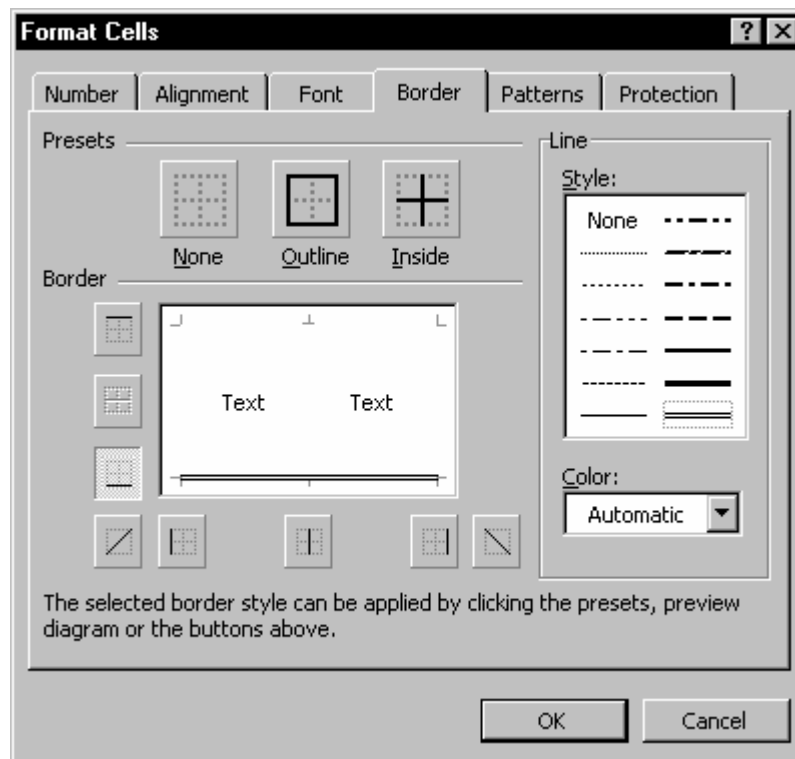 Format Cells
Number Alignment Font Border Patterns Protection
Presets
None Outline Inside
Border
Text Text
Line
Style:
None
Color:
Automatic
The selected border style can be applied by clicking the presets, preview
diagram or the buttons above.
OK Cancel